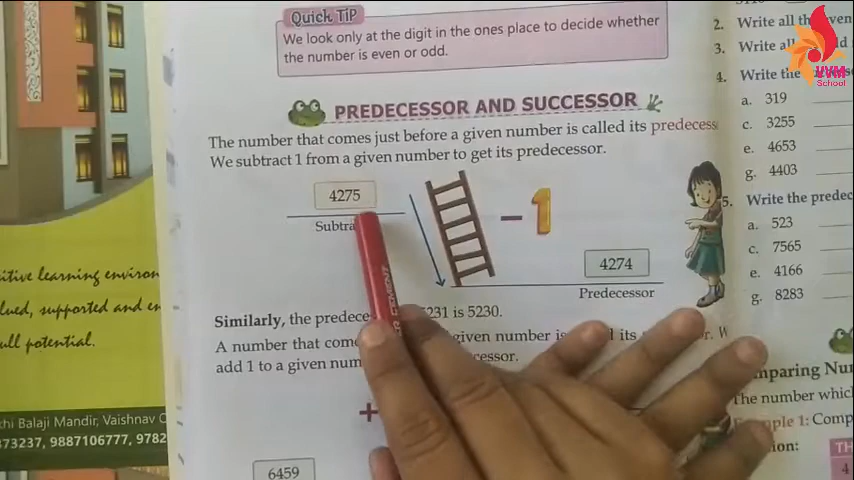 Quick Tip
We look only at the digit in the ones place to decide whether
the number is even or odd.
PREDECESSOR AND SUCCESSOR
The number that comes just before a given number is called its predecess
We subtract 1 from a given number to get its predecessor.
4275
Subtra
- 1
4274
Predecessor
Similarly, the predece 5231 is 5230.
A number that com given number is its
add 1 to a given num cessor.
+
6459
2. Write all the even
3. Write all
4. Write the
a. 319
c. 3255
e. 4653
g. 4403
5. Write the predec
a. 523
c. 7565
e. 4166
g. 8283
mparing Nu
The number which
ple 1: Comp
ion:
TH
4
VVM
School
itive learning environ
lued, supported and e
ull potential.
thi Balaji Mandir, Vaishnav C
73237, 9887106777, 9782